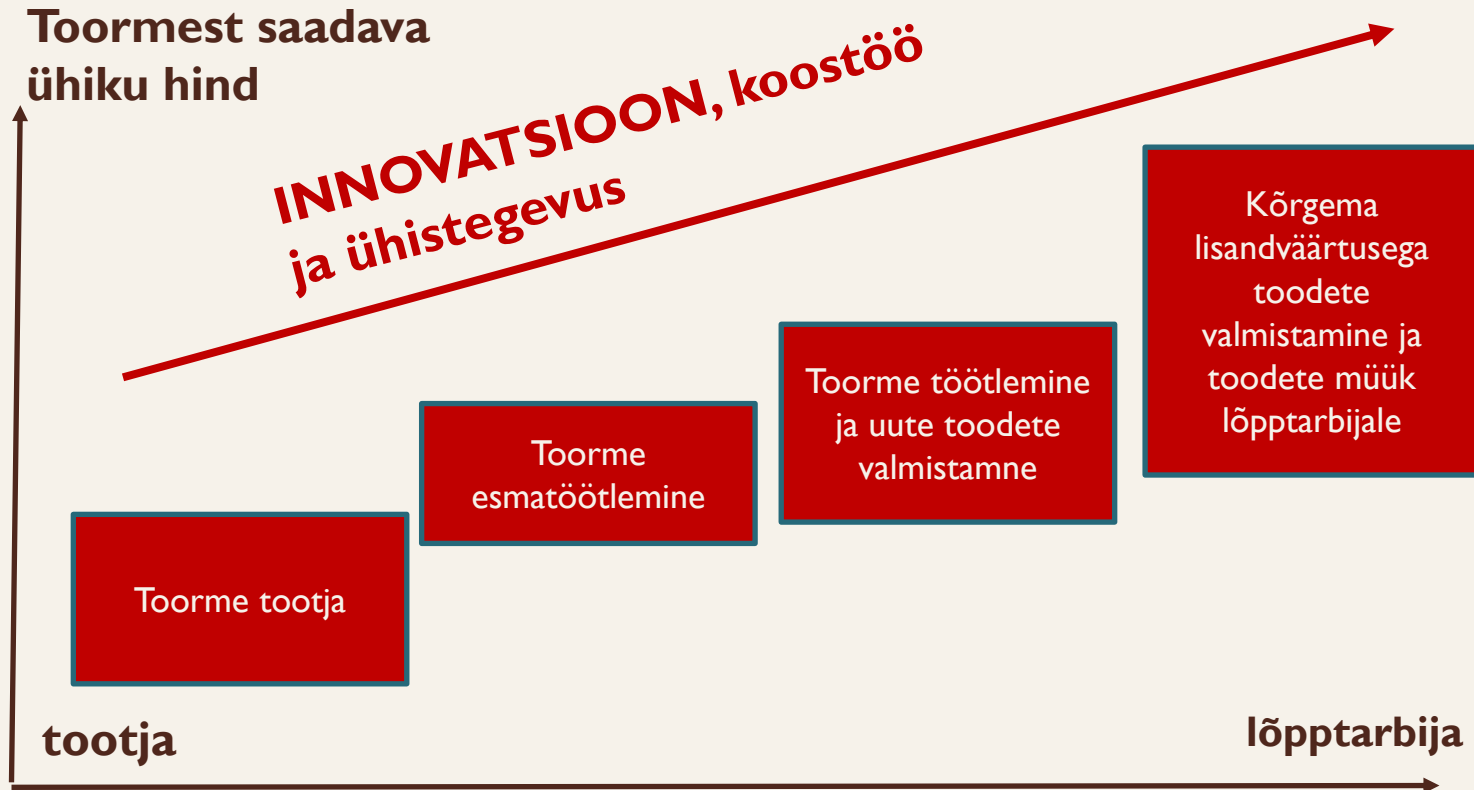 Toormest saadava
ühiku hind
INNOVATSIOON, koostöö
ja ühistegevus
Kõrgema
lisandväärtusega
toodete
valmistamine ja
toodete müük
lõpptarbijale
Toorme töötlemine
ja uute toodete
valmistamne
Toorme
esmatöötlemine
Toorme tootja
tootja
lõpptarbija